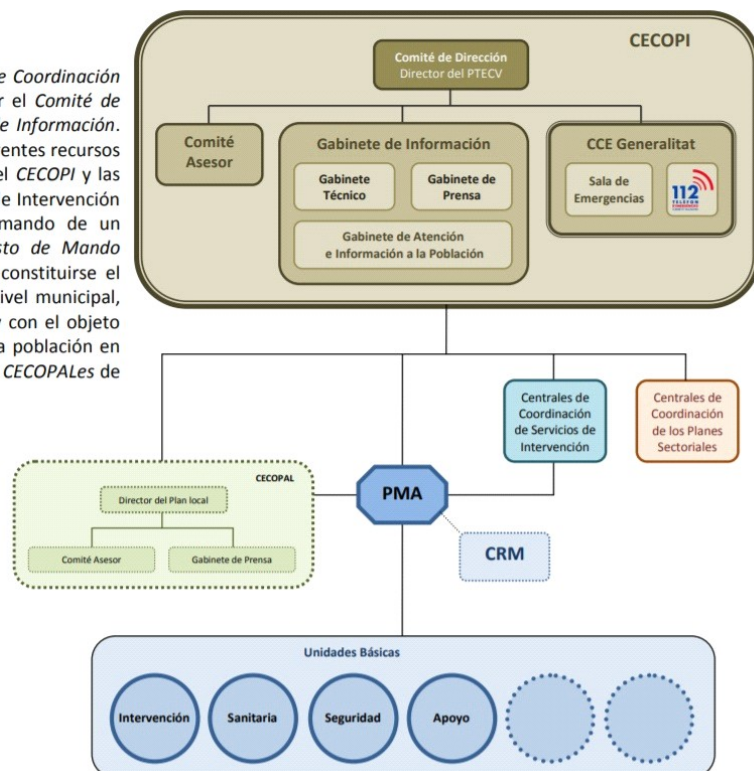 e Coordinación
r el Comité de
e Información.
entes recursos
el CECOPI y las
e Intervención
mando de un
sto de Mando
constituirse el
ivel municipal,
con el objeto
a población en
CECOPALes de
CECOPI
Comité de Dirección
Director del PTECV
Comité
Asesor
Gabinete de Información
Gabinete
Técnico
Gabinete de
Prensa
Gabinete de Atención
e Información a la Población
CCE Generalitat
Sala de
Emergencias
112
Centrales de
Coordinación
de Servicios de
Intervención
Centrales de
Coordinación
de los Planes
Sectoriales
CECOPAL
Director del Plan local
Comité Asesor
Gabinete de Prensa
PMA
CRM
Unidades Básicas
Intervención
Sanitaria
Seguridad
Apoyo